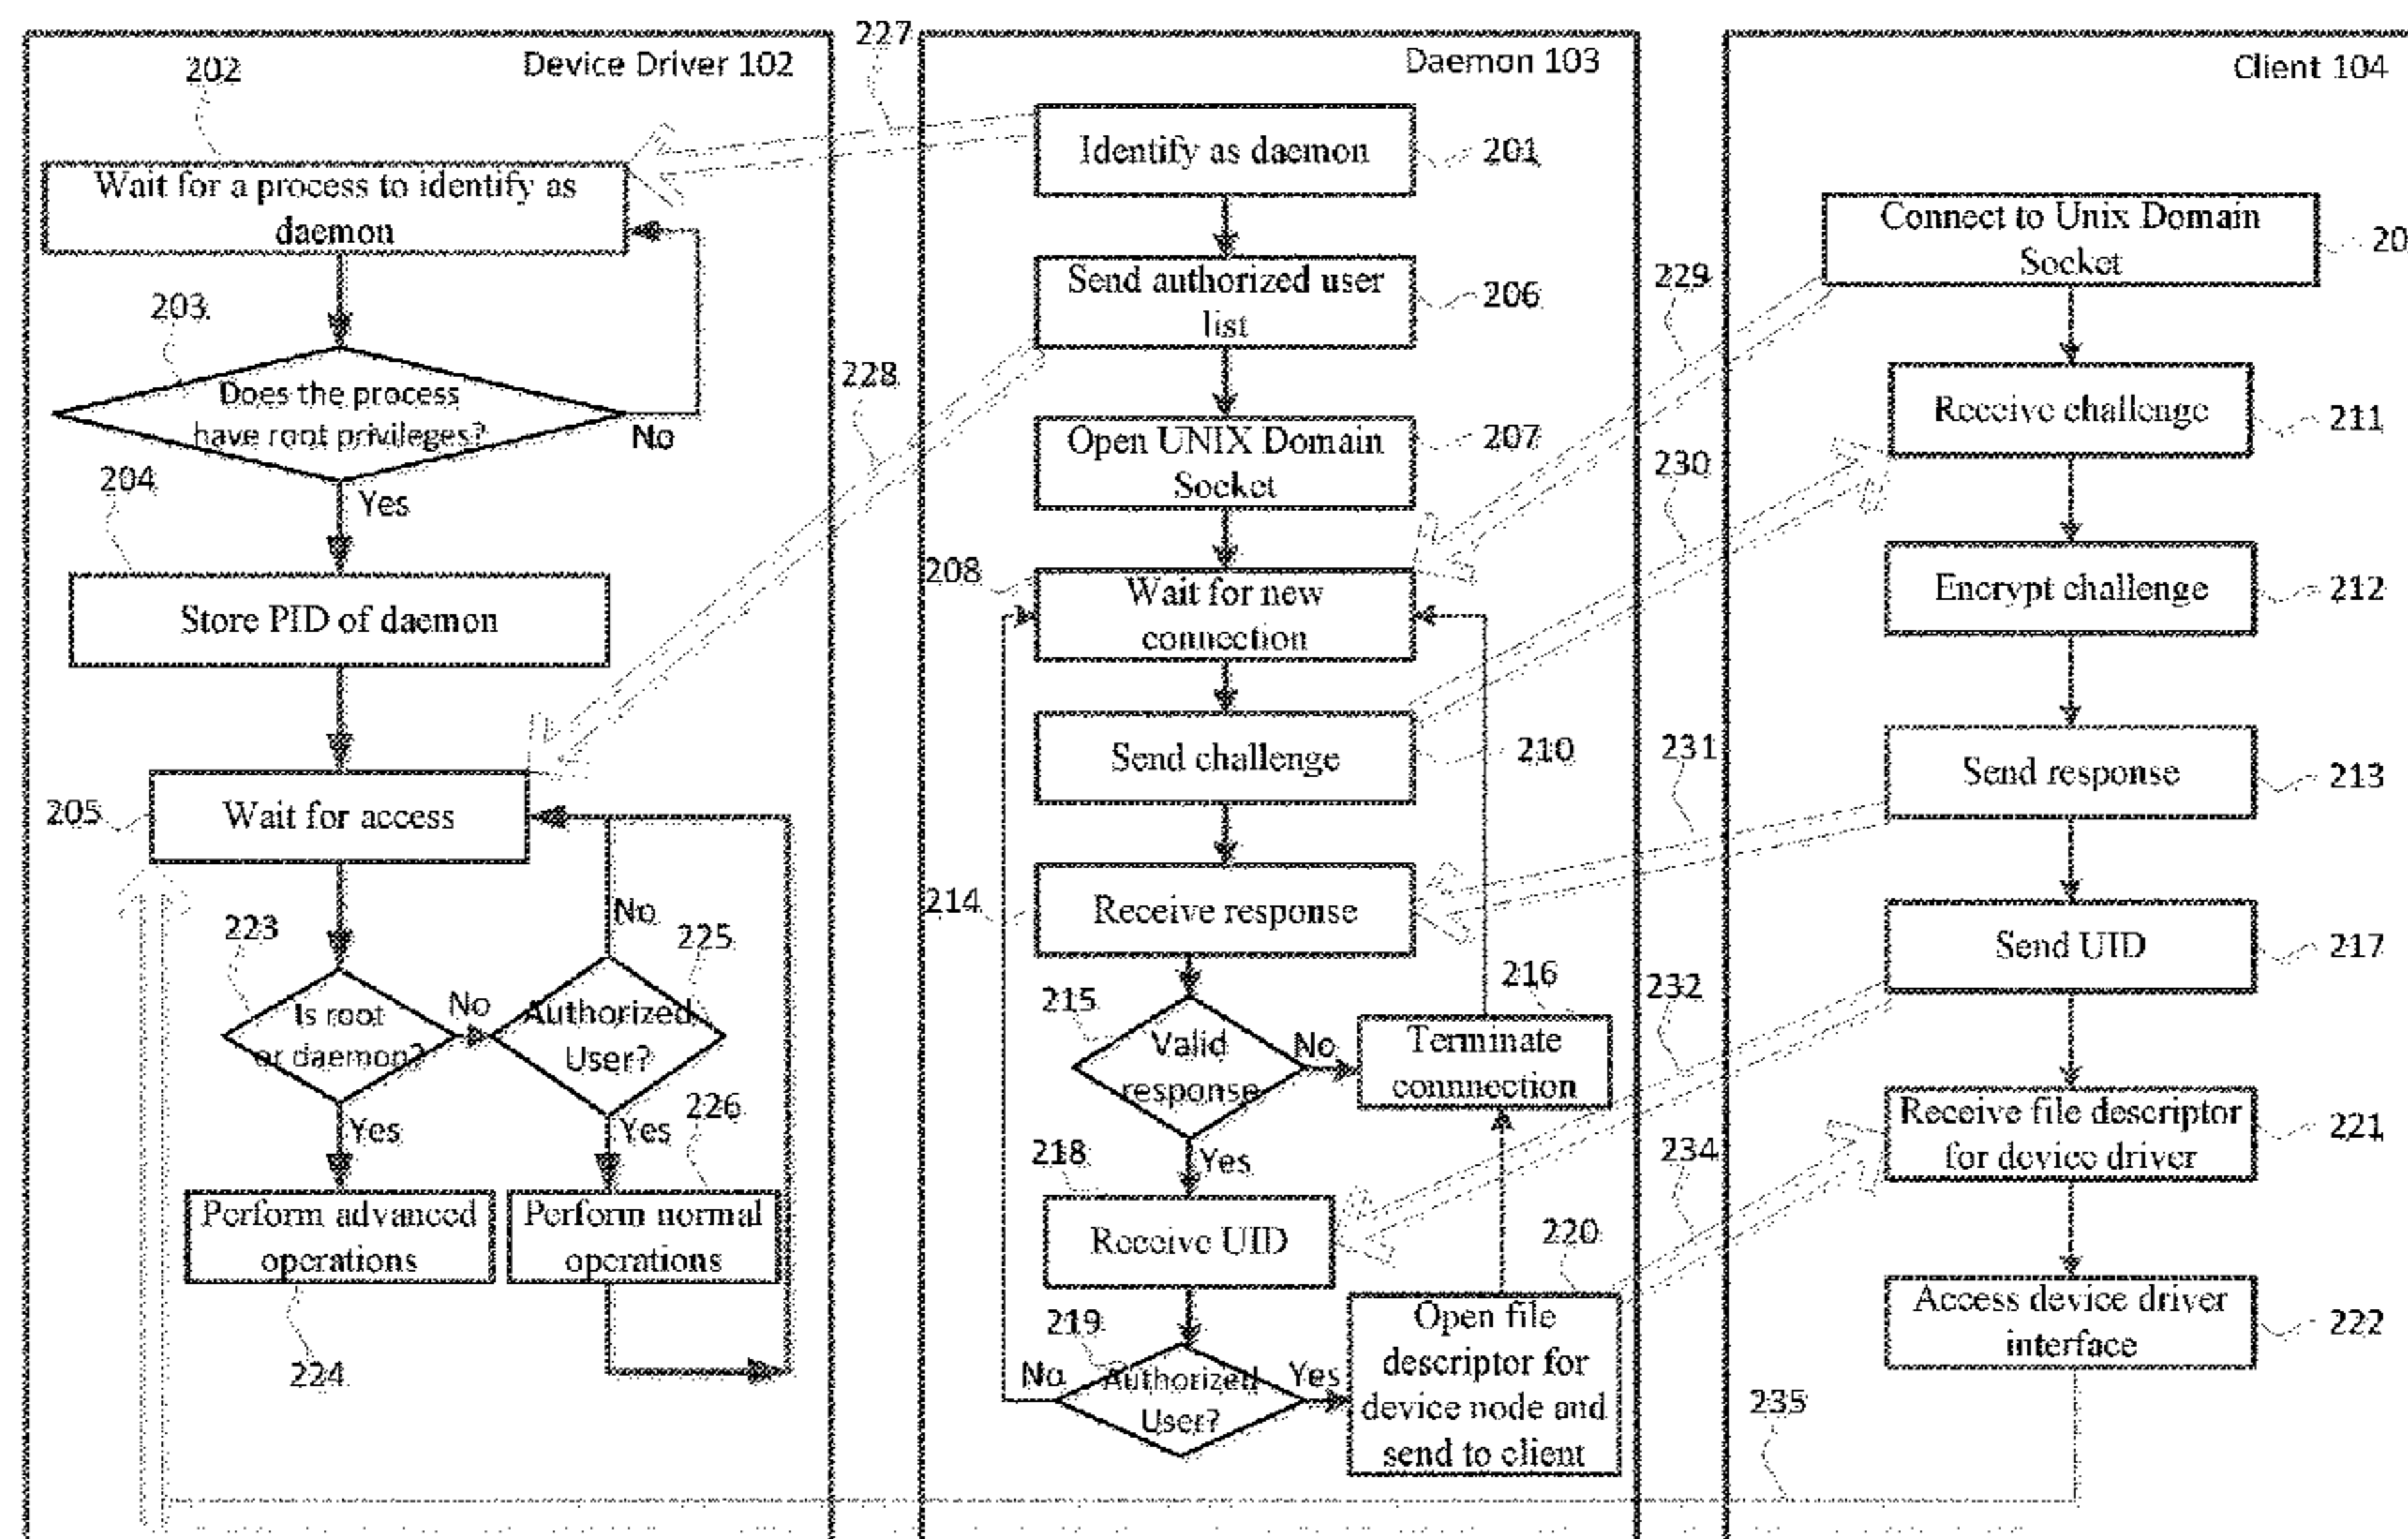 Device Driver 102
202
Wait for a process to identify as
daemon
203
Does the process
have root privileges?
No
Yes
204
Store PID of daemon
205
Wait for access
223
Is root
or daemon?
No
225
Authorized
User?
No
Yes
Yes
226
Perform advanced
operations
Perform normal
operations
224
227
228
Daemon 103
Identify as daemon
201
Send authorized user
list
206
Open UNIX Domain
Socket
207
208
Wait for new
connection
Send challenge
210
214
Receive response
215
Valid
response
No
216
Terminate
connnection
Yes
218
Receive UID
219
Authorized
User?
No
Yes
220
Open file
descriptor for
device node and
send to client
229
230
231
232
234
Client 104
Connect to Unix Domain
Socket
20
Receive challenge
211
Encrypt challenge
212
Send response
213
Send UID
217
Receive file descriptor
for device driver
221
Access device driver
interface
222
235